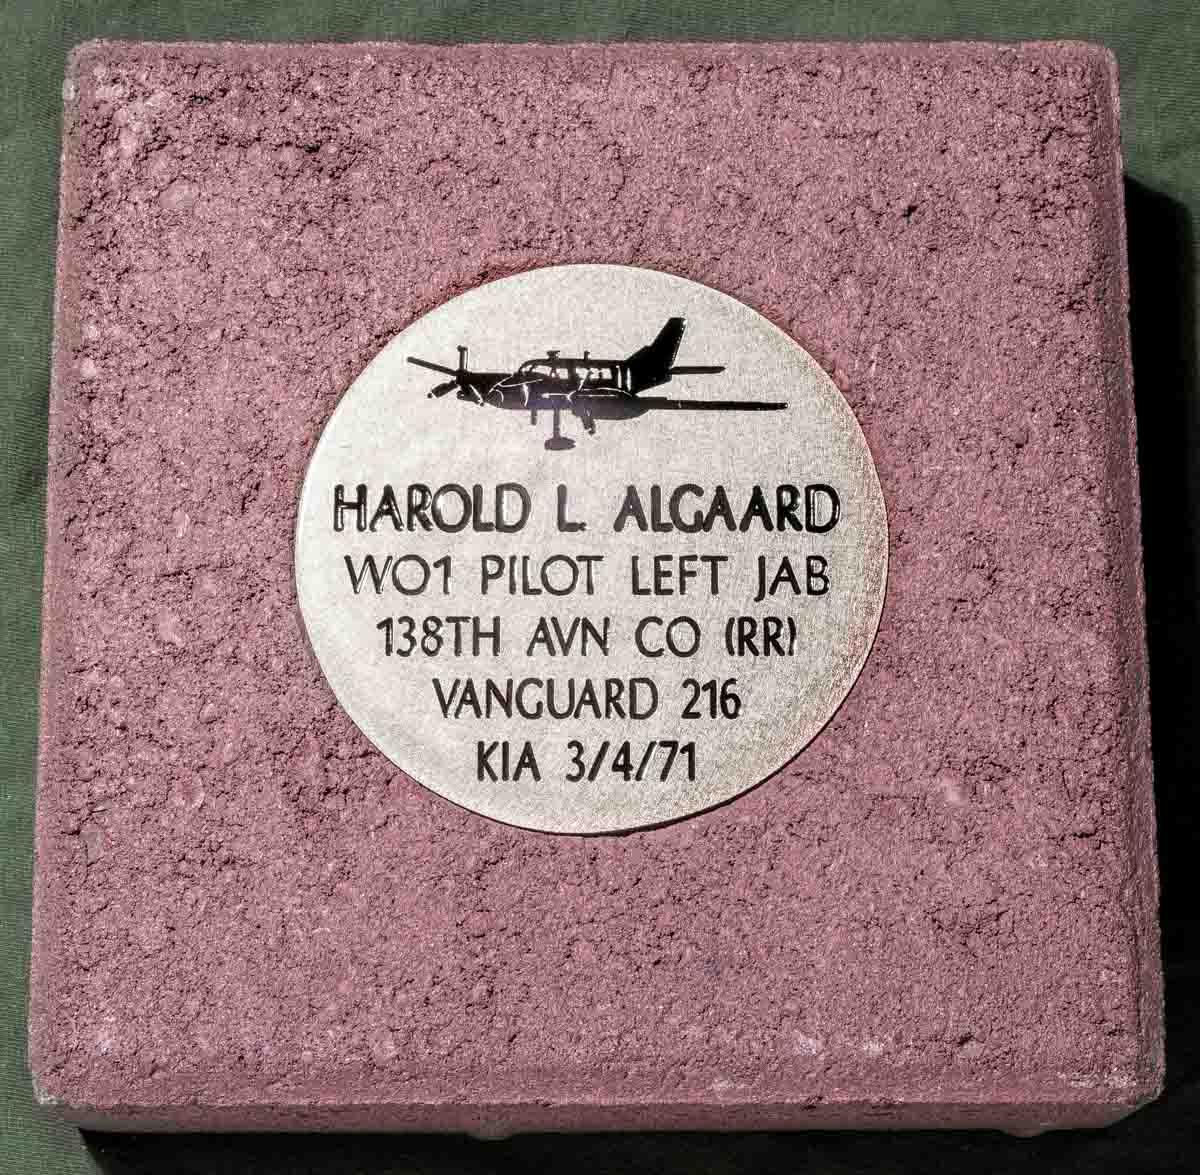 HAROLD L. ALGAARD
WO1 PILOT LEFT JAB
138TH AVN CO (RR)
VANGUARD 216
KIA 3/4/71